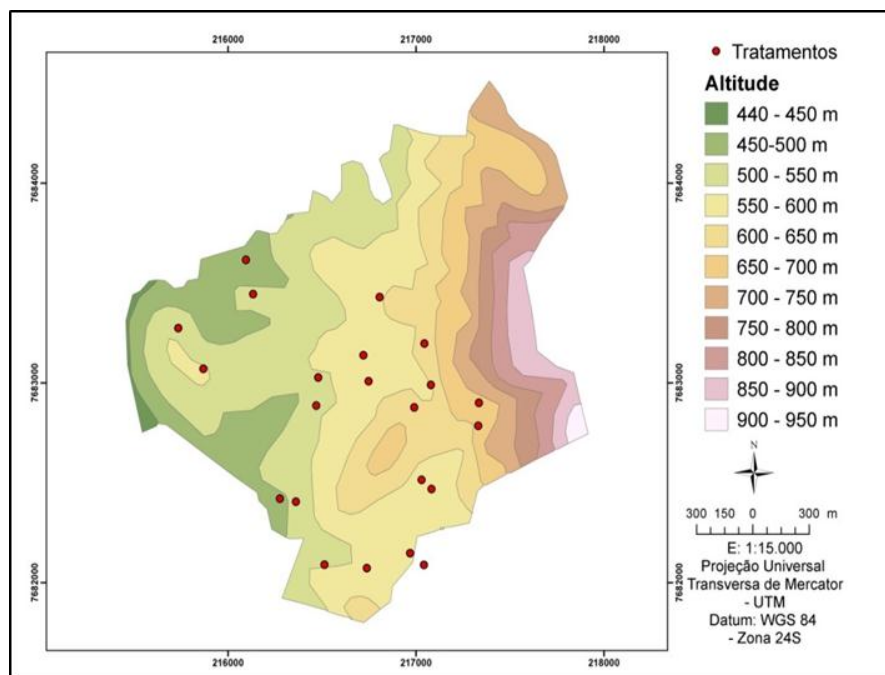 216000 217000 218000
7684000 7684000
7683000 7683000
7682000 7682000
216000 217000 218000
Tratamentos
Altitude
440 - 450 m
450-500 m
500 - 550 m
550 - 600 m
600 - 650 m
650 - 700 m
700 - 750 m
750 - 800 m
800 - 850 m
850 - 900 m
900 - 950 m
N
300 150 0 300 m
E: 1:15.000
Projeção Universal
Transversa de Mercator
- UTM
Datum: WGS 84
- Zona 24S